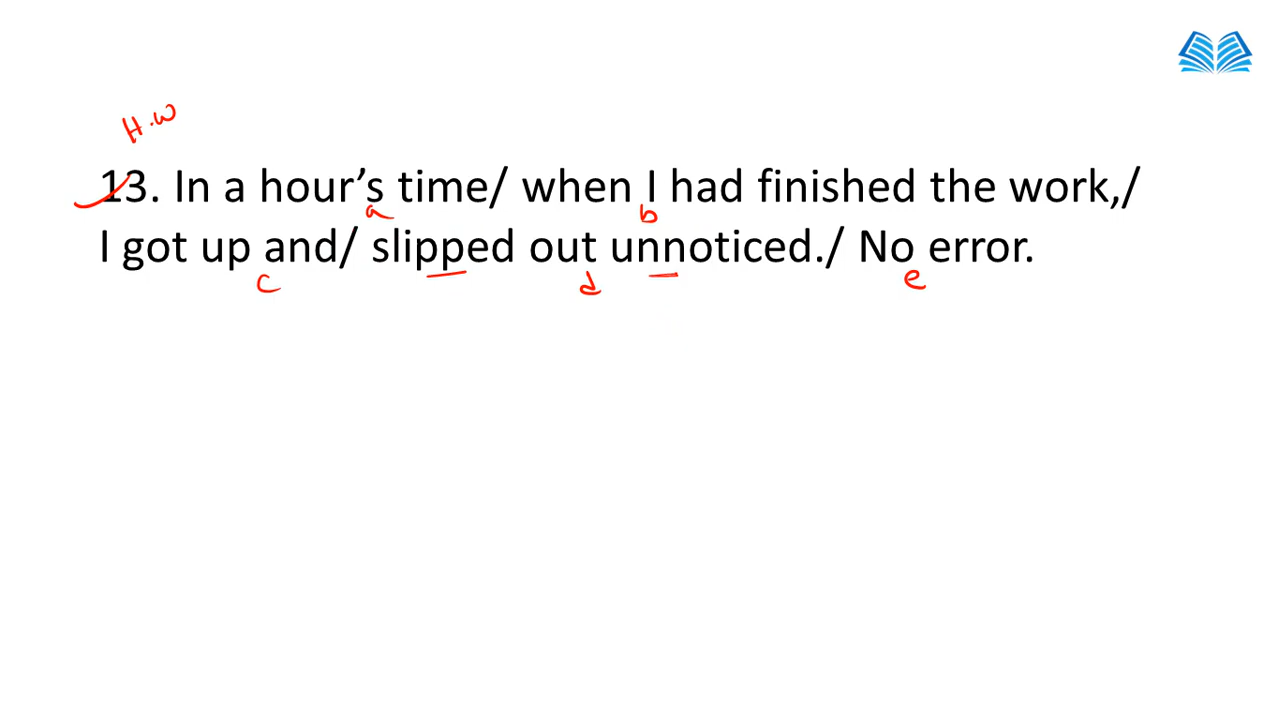 H.W
13. In a hour’s time/ when I had finished the work,/
a b
I got up and/ slipped out unnoticed./ No error.
c d e